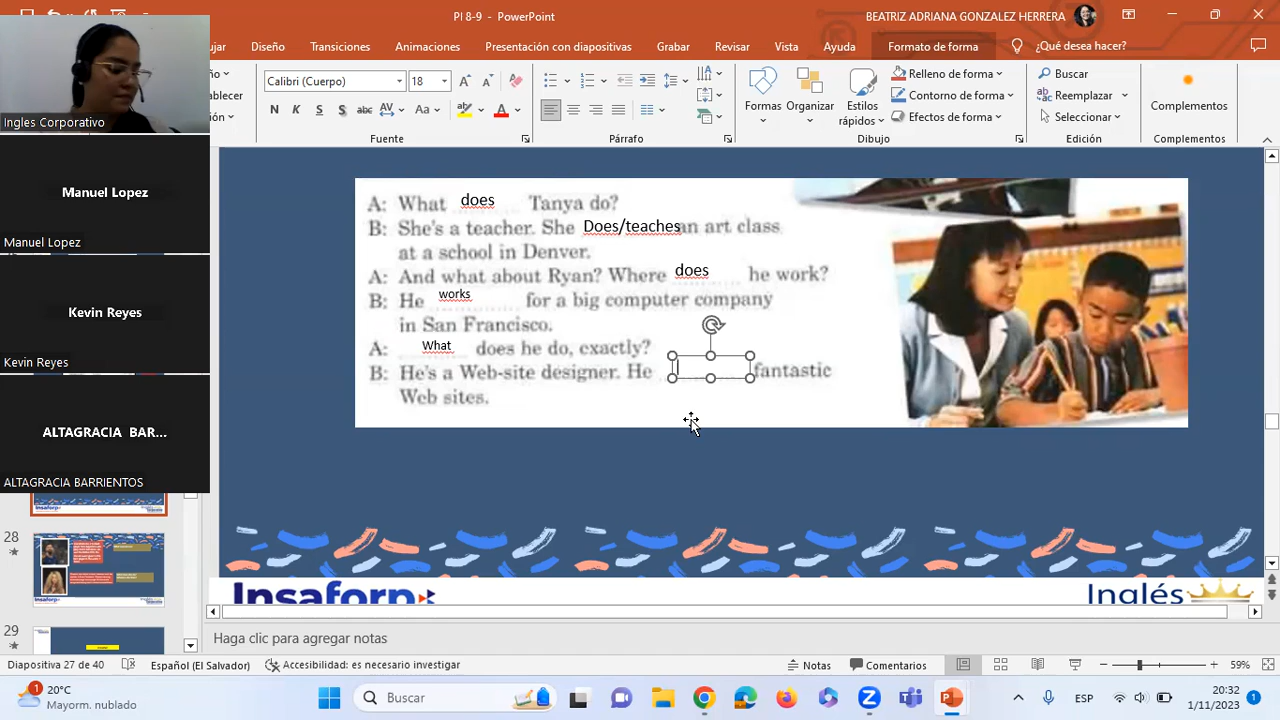 PI 8-9 - PowerPoint
BEATRIZ ADRIANA GONZALEZ HERRERA
ujar Diseño Transiciones Animaciones Presentación con diapositivas Grabar Revisar Vista Ayuda Formato de forma ¿Qué desea hacer?
Calibri (Cuerpo) 18
Relleno de forma
Contorno de forma
Efectos de forma
Formas
Organizar
Estilos
rápidos
Buscar
Reemplazar
Seleccionar
Complementos
ablecer
ón
Fuente Párrafo Dibujo Edición Complementos
Ingles Corporativo
Manuel Lopez
Manuel Lopez
Kevin Reyes
Kevin Reyes
ALTAGRACIA BAR...
ALTAGRACIA BARRIENTOS
A: What does Tanya do?
B: She's a teacher. She Does/teaches an art class
at a school in Denver.
A: And what about Ryan? Where does he work?
B: He works for a big computer company
in San Francisco.
A: What does he do, exactly?
B: He's a Web-site designer. He fantastic
Web sites.
Insaforp
Inglés
28
29
Haga clic para agregar notas
Diapositiva 27 de 40 Español (El Salvador) Accesibilidad: es necesario investigar Notas Comentarios 59%
1 20°C
Mayorm. nublado
Buscar
ESP
20:32
1/11/2023
1